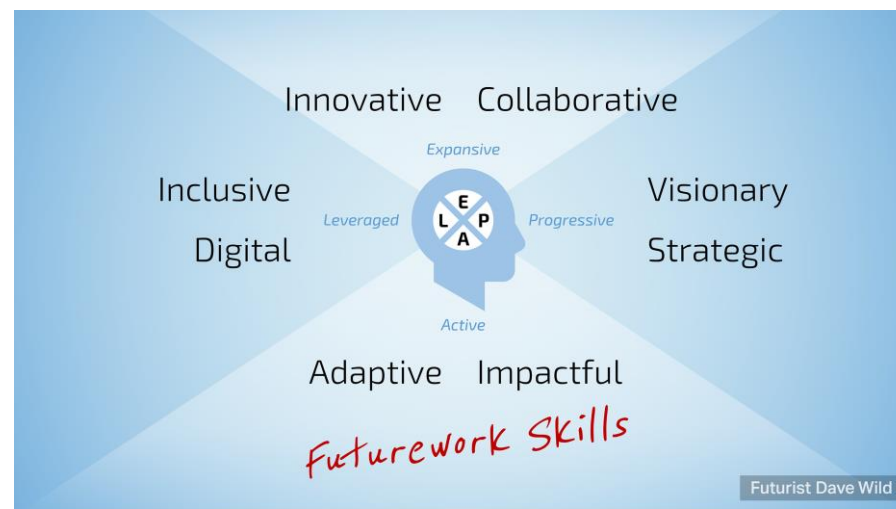 Innovative Collaborative
Expansive
Inclusive
Visionary
E
Leveraged
L P
Progressive
A
Digital
Strategic
Active
Adaptive Impactful
Futurework Skills
Futurist Dave Wild